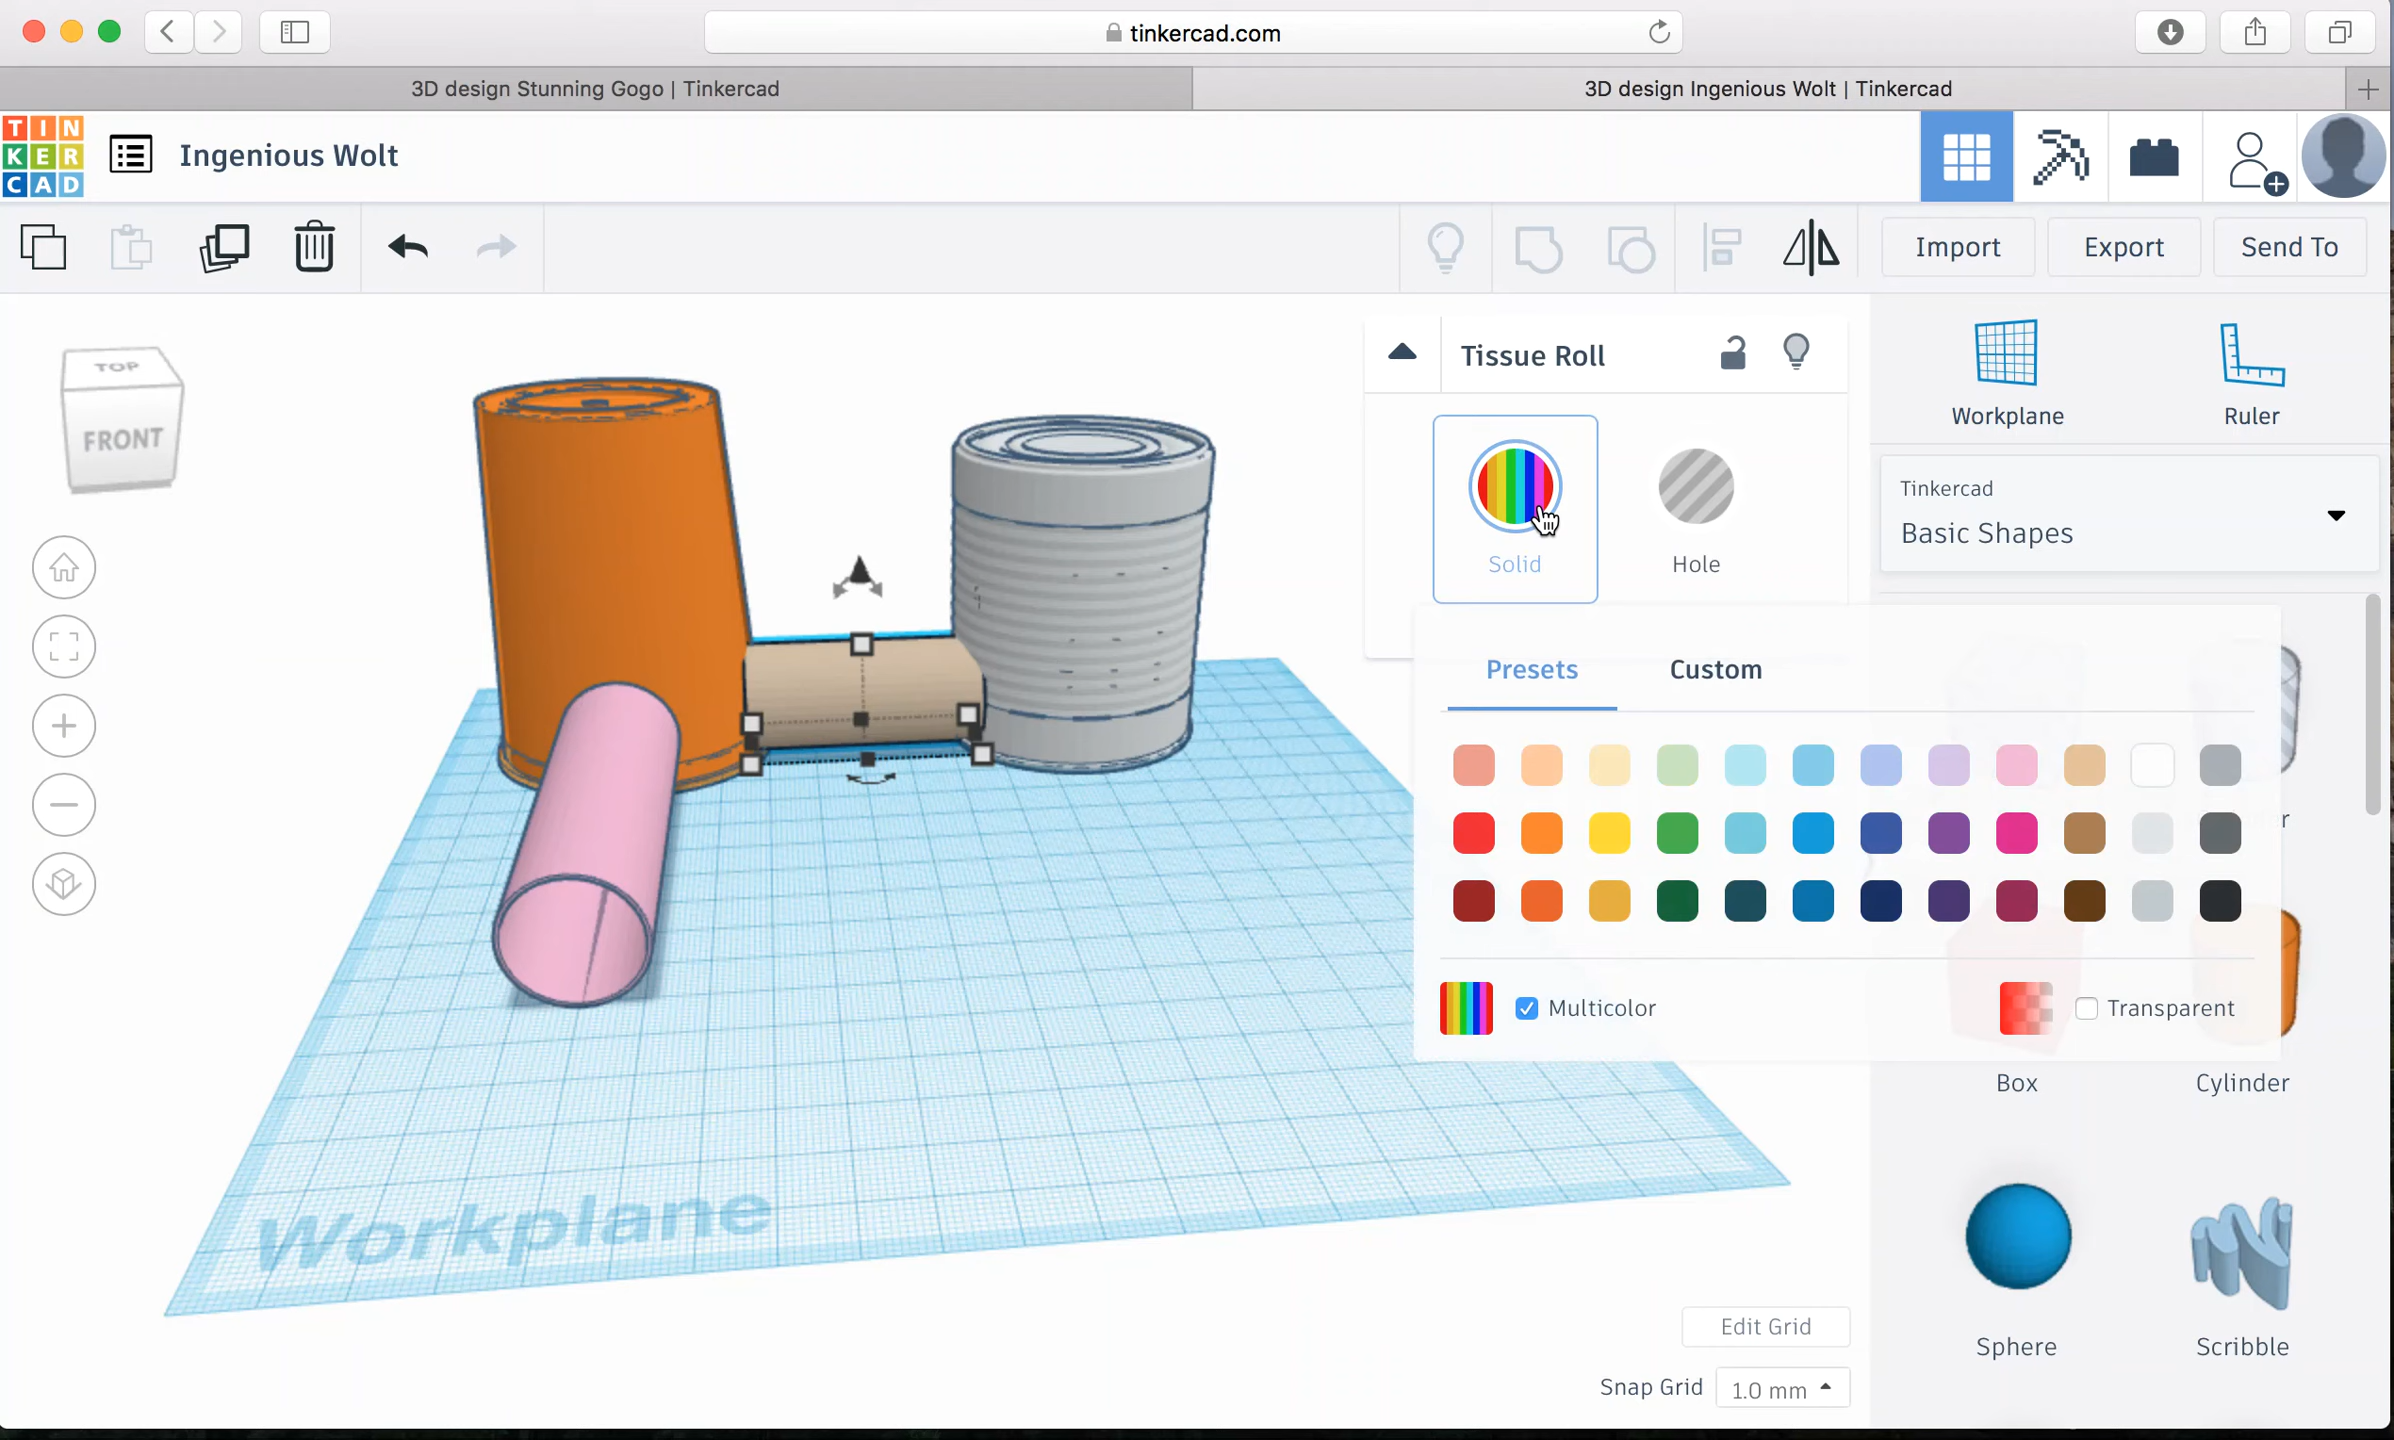 tinkercad.com
3D design Stunning Gogo | Tinkercad
3D design Ingenious Wolt | Tinkercad
TIN
KER
CAD
Ingenious Wolt
Import
Export
Send To
TOP
FRONT
Tissue Roll
Solid
Hole
Workplane
Ruler
Tinkercad
Basic Shapes
Presets
Custom
Multicolor
Transparent
Box
Cylinder
Sphere
Scribble
Workplane
Edit Grid
Snap Grid
1.0 mm